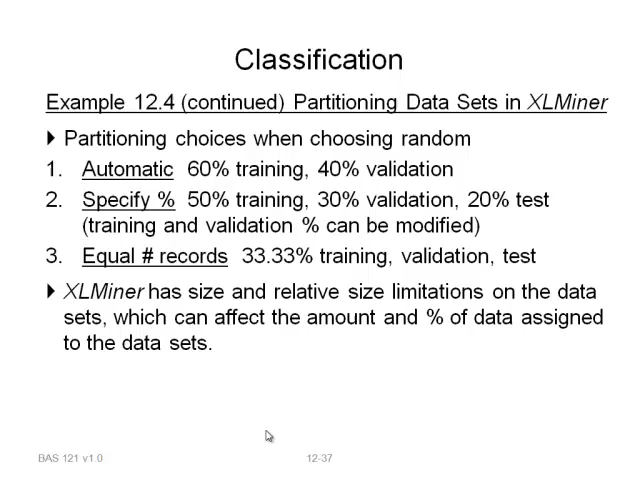 Classification
Example 12.4 (continued) Partitioning Data Sets in XLMiner
Partitioning choices when choosing random
1. Automatic 60% training, 40% validation
2. Specify % 50% training, 30% validation, 20% test
(training and validation % can be modified)
3. Equal # records 33.33% training, validation, test
XLMiner has size and relative size limitations on the data
sets, which can affect the amount and % of data assigned
to the data sets.
BAS 121 v1.0
12-37